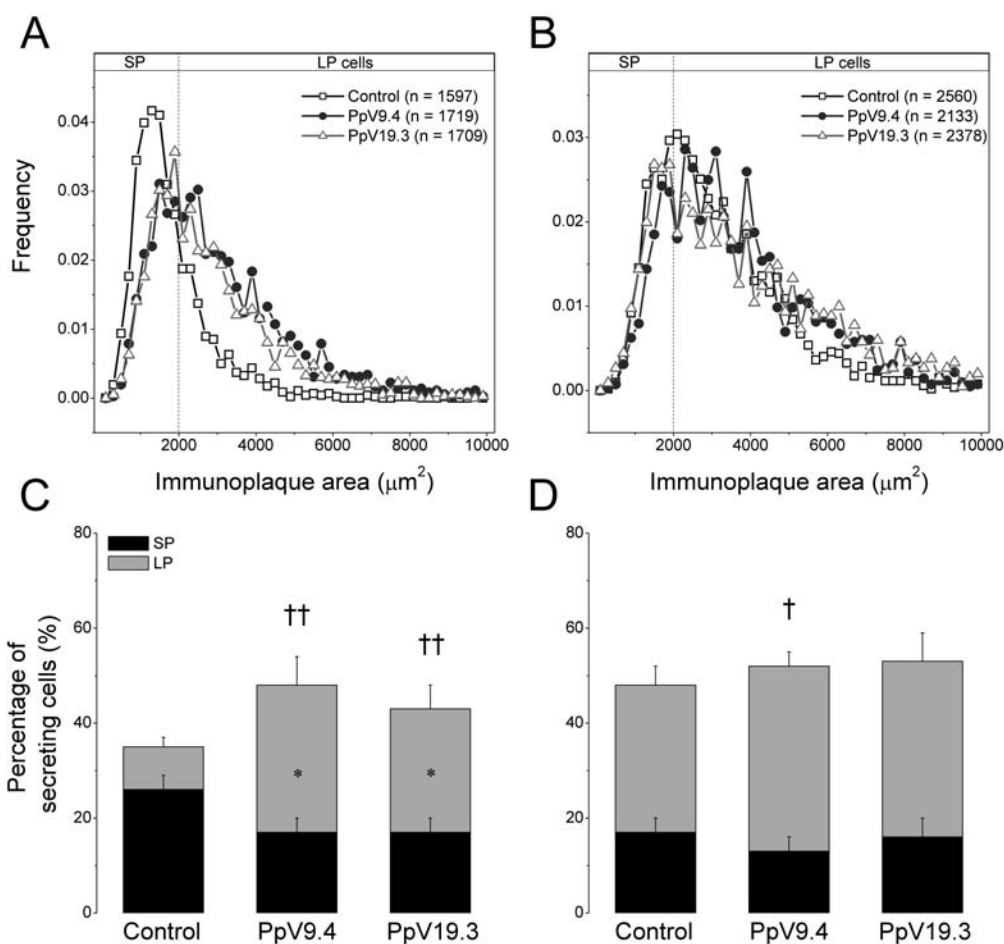 A
SP
LP cells
Control (n = 1597)
PpV9.4 (n = 1719)
PpV19.3 (n = 1709)
Frequency
0.04
0.03
0.02
0.01
0.00
0
2000
4000
6000
8000
10000
Immunoplaque area (μm²)
B
SP
LP cells
Control (n = 2560)
PpV9.4 (n = 2133)
PpV19.3 (n = 2378)
0.03
0.02
0.01
0.00
0
2000
4000
6000
8000
10000
Immunoplaque area (μm²)
C
SP
LP
Percentage of
secreting cells (%)
80
60
40
20
0
††
††
*
*
Control
PpV9.4
PpV19.3
D
80
60
40
20
0
†
Control
PpV9.4
PpV19.3